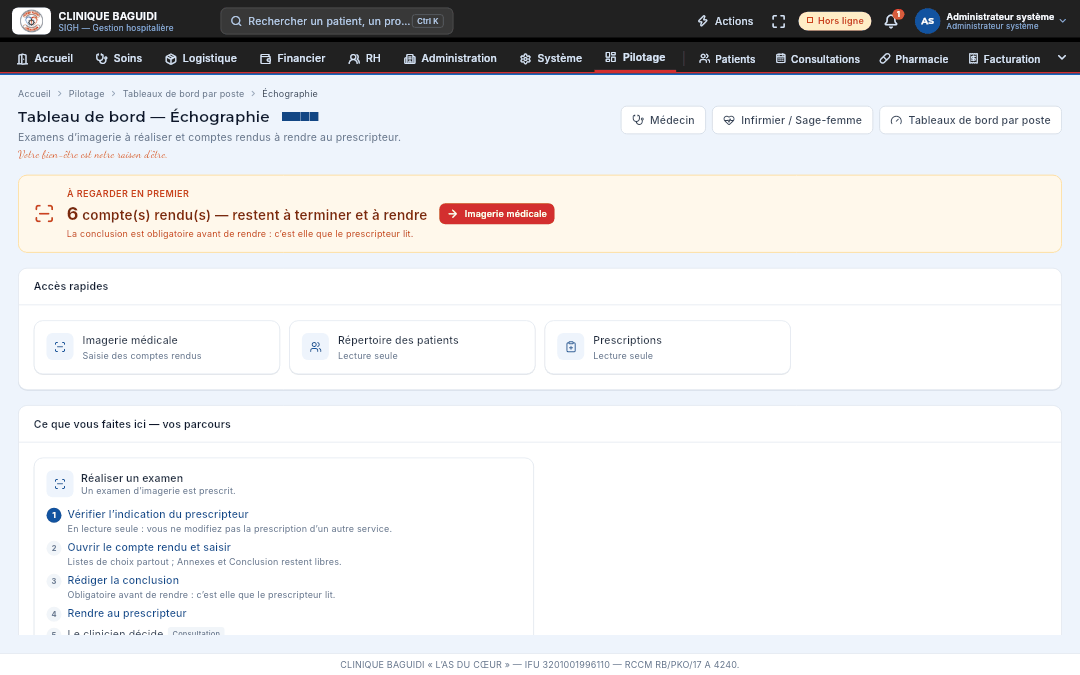 CLINIQUE BAGUIDI
SIGH — Gestion hospitalière
Rechercher un patient, un pro... Ctrl K
Actions
Hors ligne
1
AS
Administrateur système
Administrateur système
Accueil Soins Logistique Financier RH Administration Système Pilotage Patients Consultations Pharmacie Facturation
Accueil > Pilotage > Tableaux de bord par poste > Échographie
Tableau de bord — Échographie
Examens d'imagerie à réaliser et comptes rendus à rendre au prescripteur.
Votre bien-être est notre raison d'être.
Médecin
Infirmier / Sage-femme
Tableaux de bord par poste
À REGARDER EN PREMIER
6 compte(s) rendu(s) — restent à terminer et à rendre
Imagerie médicale
La conclusion est obligatoire avant de rendre : c'est elle que le prescripteur lit.
Accès rapides
Imagerie médicale
Saisie des comptes rendus
Répertoire des patients
Lecture seule
Prescriptions
Lecture seule
Ce que vous faites ici — vos parcours
Réaliser un examen
Un examen d'imagerie est prescrit.
1 Vérifier l'indication du prescripteur
En lecture seule : vous ne modifiez pas la prescription d'un autre service.
2 Ouvrir le compte rendu et saisir
Listes de choix partout ; Annexes et Conclusion restent libres.
3 Rédiger la conclusion
Obligatoire avant de rendre : c'est elle que le prescripteur lit.
4 Rendre au prescripteur
5 Le clinicien décide Consultation
CLINIQUE BAGUIDI « L'AS DU CŒUR » — IFU 3201001996110 — RCCM RB/PKO/17 A 4240.